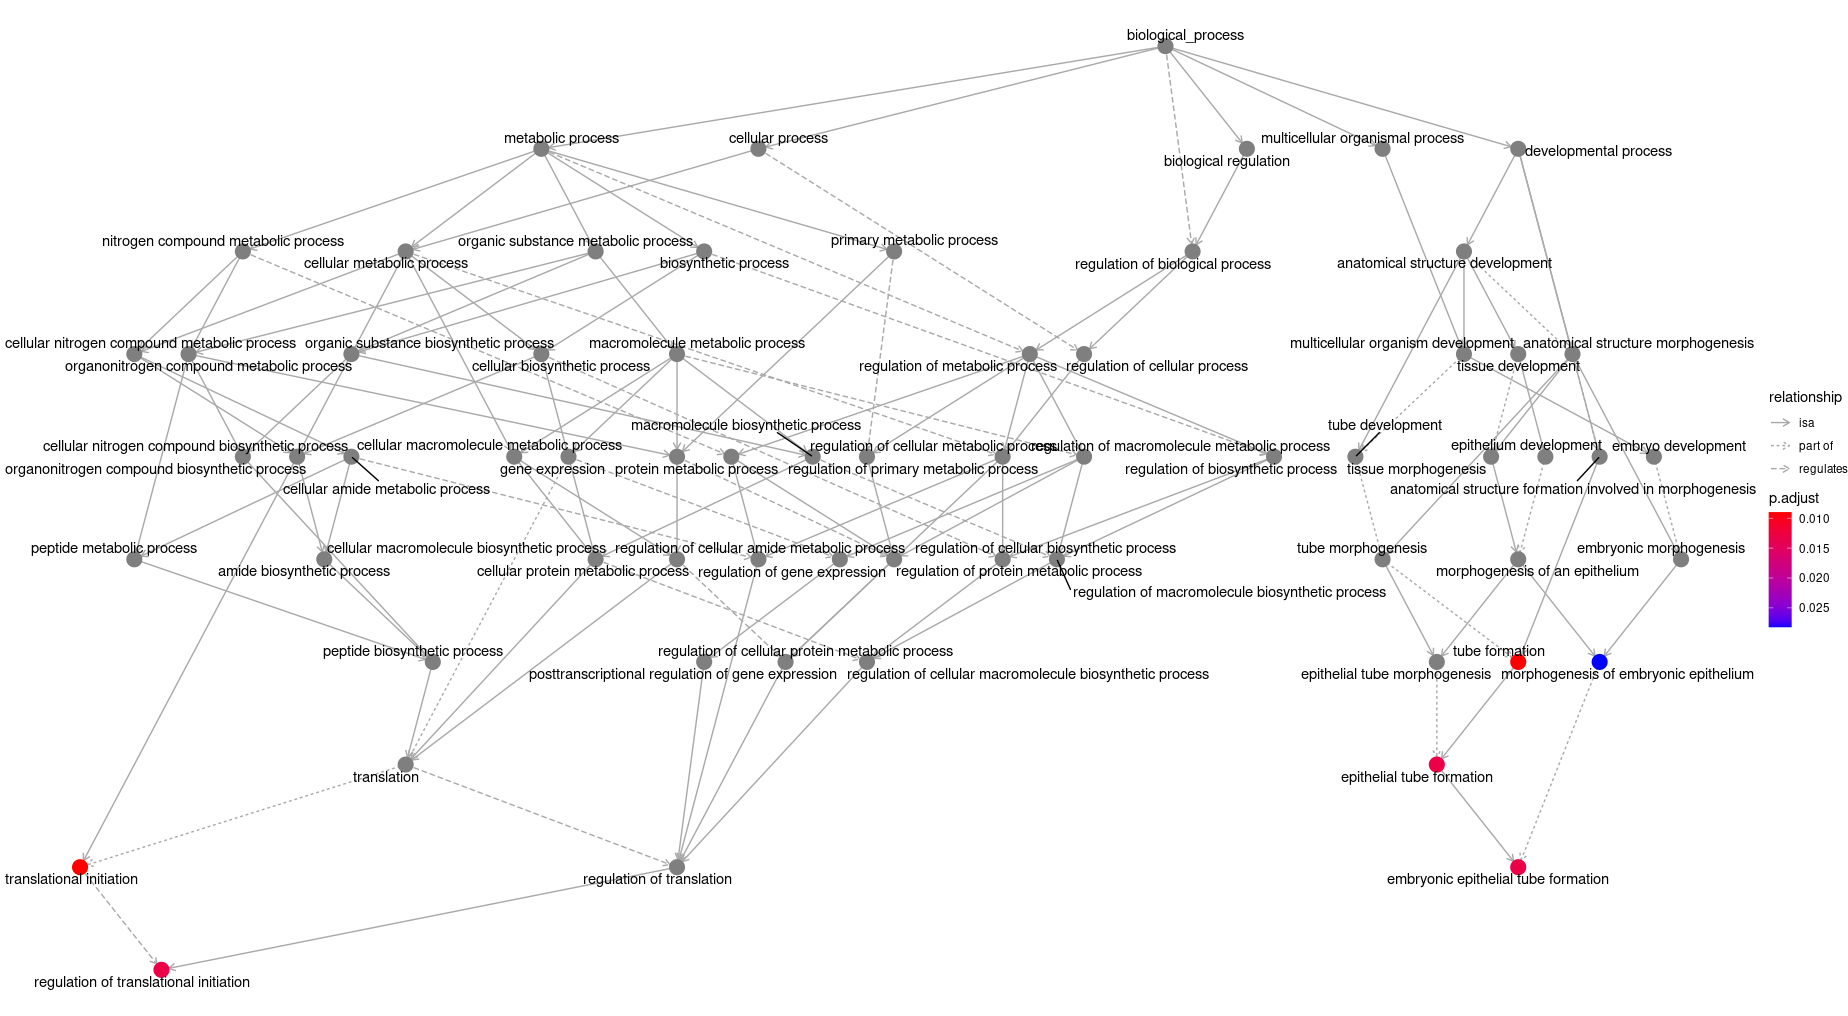 biological_process
metabolic process
cellular process
multicellular organismal process
biological regulation
developmental process
nitrogen compound metabolic process
cellular metabolic process
organic substance metabolic process
biosynthetic process
primary metabolic process
regulation of biological process
anatomical structure development
cellular nitrogen compound metabolic process
organonitrogen compound metabolic process
organic substance biosynthetic process
cellular biosynthetic process
macromolecule metabolic process
regulation of metabolic process
regulation of cellular process
multicellular organism development
anatomical structure morphogenesis
tissue development
relationship
isa
part of
regulates
macromolecule biosynthetic process
tube development
cellular nitrogen compound biosynthetic process
cellular macromolecule metabolic process
regulation of cellular metabolic process
regulation of macromolecule metabolic process
epithelium development
embryo development
organonitrogen compound biosynthetic process
gene expression
protein metabolic process
regulation of primary metabolic process
regulation of biosynthetic process
tissue morphogenesis
cellular amide metabolic process
anatomical structure formation involved in morphogenesis
p.adjust
0.010
0.015
0.020
0.025
peptide metabolic process
cellular macromolecule biosynthetic process
regulation of cellular amide metabolic process
regulation of cellular biosynthetic process
tube morphogenesis
embryonic morphogenesis
amide biosynthetic process
cellular protein metabolic process
regulation of gene expression
regulation of protein metabolic process
morphogenesis of an epithelium
regulation of macromolecule biosynthetic process
peptide biosynthetic process
regulation of cellular protein metabolic process
tube formation
posttranscriptional regulation of gene expression
regulation of cellular macromolecule biosynthetic process
epithelial tube morphogenesis
morphogenesis of embryonic epithelium
translation
epithelial tube formation
translational initiation
regulation of translation
embryonic epithelial tube formation
regulation of translational initiation